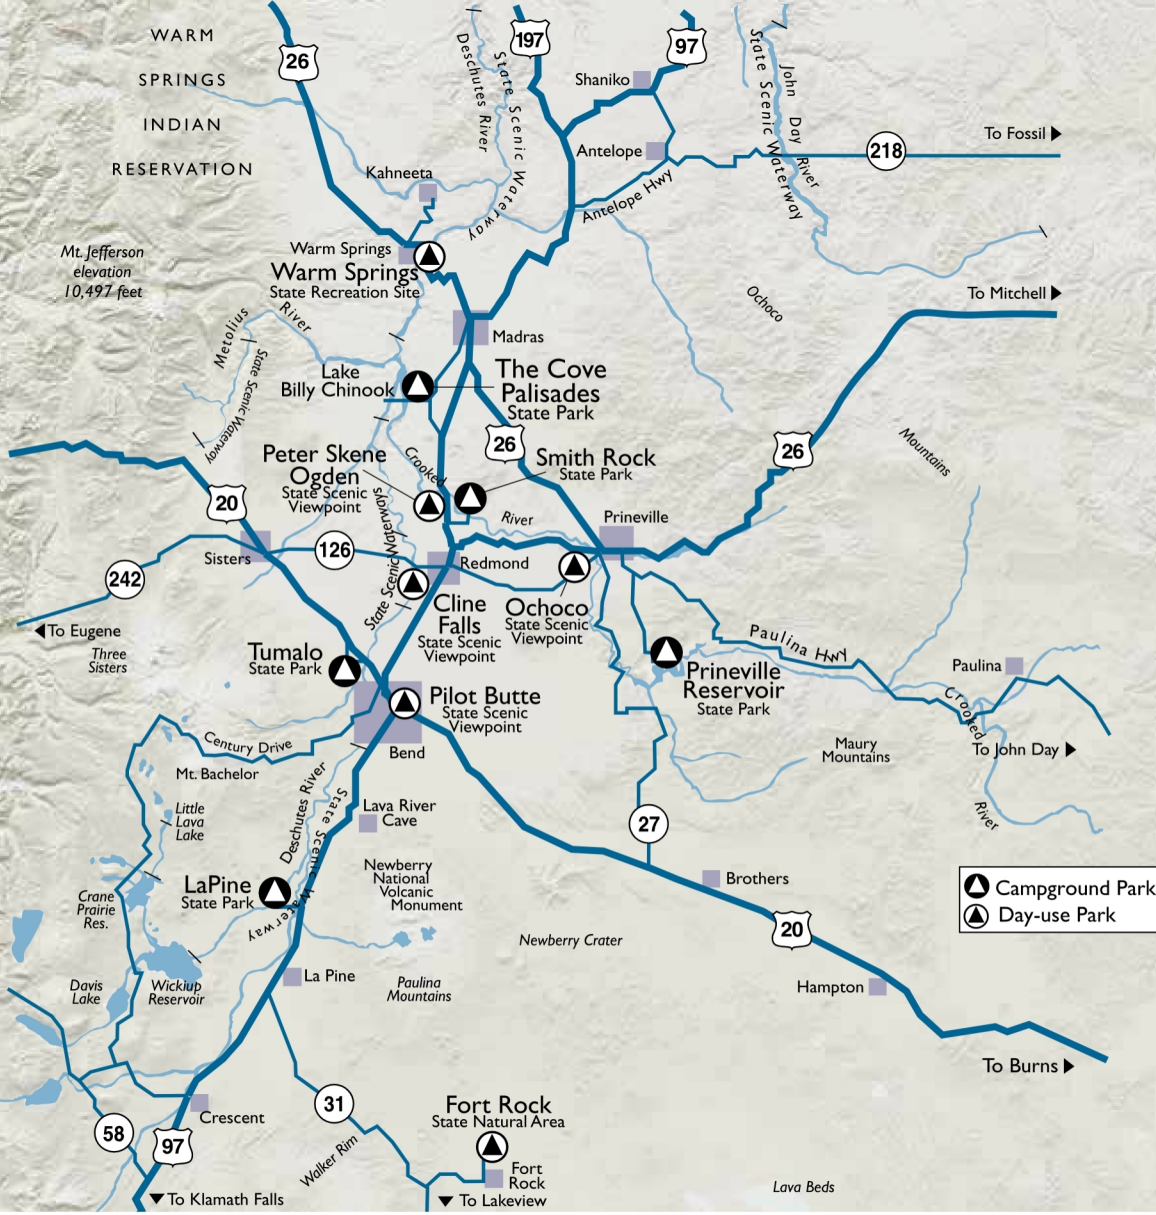 WARM
SPRINGS
INDIAN
RESERVATION
26
197
97
Deschutes River
State Scenic Waterway
State Scenic Waterway
John Day River
Shaniko
Antelope
218
To Fossil
Kahneeta
Antelope Hwy
Mt. Jefferson
elevation
10,497 feet
Warm Springs
Warm Springs
State Recreation Site
To Mitchell
Ochoco
Metolius
River
State Scenic Waterway
Madras
Lake
Billy Chinook
The Cove
Palisades
State Park
26
26
Mountains
Peter Skene
Ogden
State Scenic
Viewpoint
Crooked
Smith Rock
State Park
20
River
Prineville
State Scenic Waterways
Sisters
126
Redmond
242
Cline
Falls
State Scenic
Viewpoint
Ochoco
State Scenic
Viewpoint
To Eugene
Three
Sisters
Tumalo
State Park
Paulina Hwy
Paulina
Prineville
Reservoir
State Park
Pilot Butte
State Scenic
Viewpoint
Crooked
Century Drive
Bend
To John Day
Maury
Mountains
Mt. Bachelor
River
Deschutes River
State Scenic Waterway
Little
Lava
Lake
Lava River
Cave
27
Newberry
National
Volcanic
Monument
LaPine
State Park
Brothers
Campground Park
Day-use Park
Crane
Prairie
Res.
20
Newberry Crater
La Pine
Davis
Lake
Wickiup
Reservoir
Paulina
Mountains
Hampton
To Burns
31
Fort Rock
State Natural Area
Crescent
58
97
Walker Rim
Fort
Rock
Lava Beds
To Klamath Falls
To Lakeview